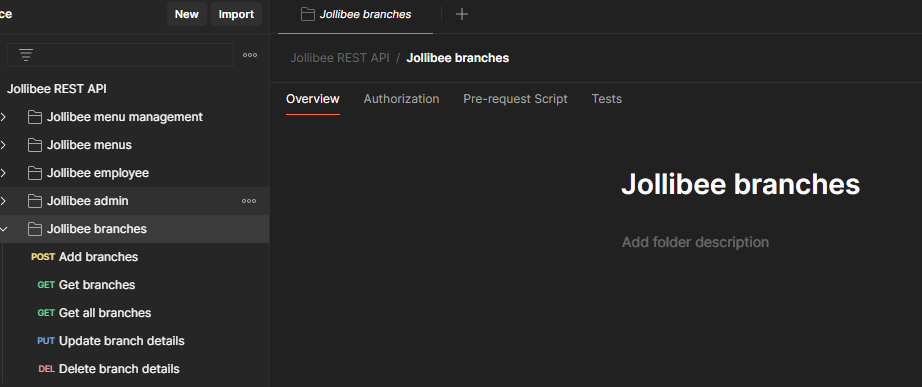 ce
New Import
Jollibee REST API
Jollibee menu management
Jollibee menus
Jollibee employee
Jollibee admin
Jollibee branches
POST Add branches
GET Get branches
GET Get all branches
PUT Update branch details
DEL Delete branch details
Jollibee branches
Jollibee REST API / Jollibee branches
Overview Authorization Pre-request Script Tests
Jollibee branches
Add folder description